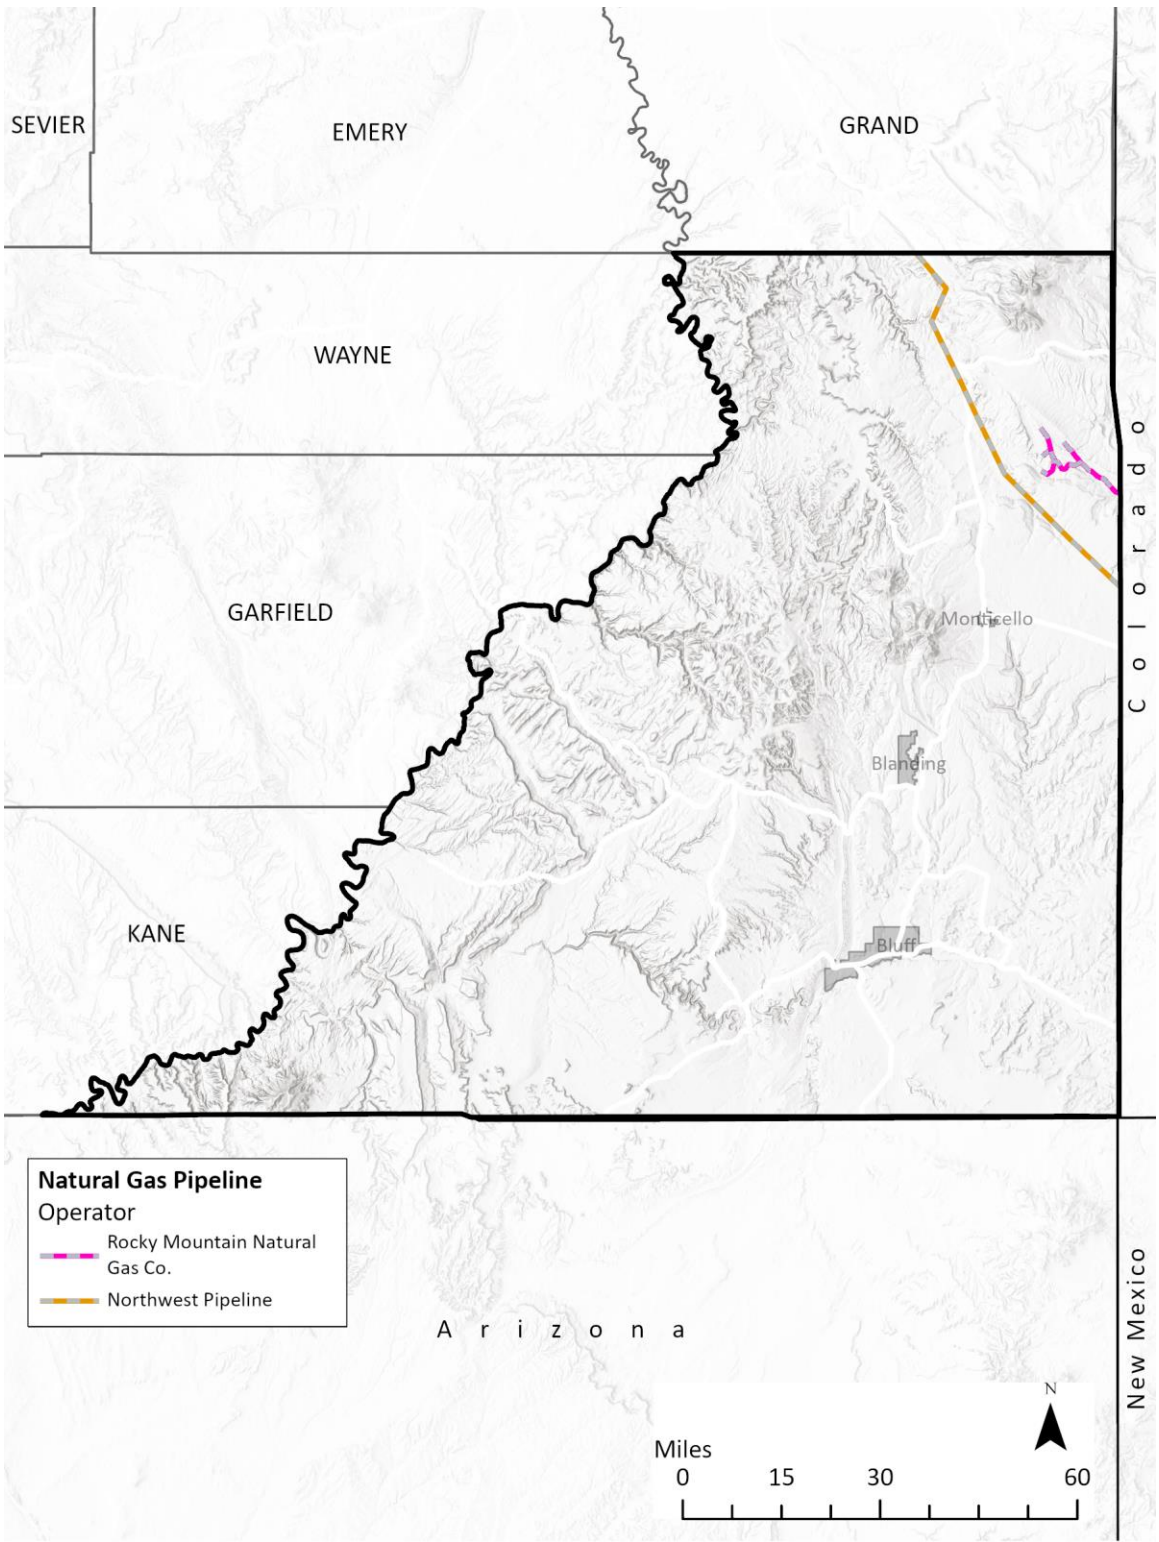 SEVIER
EMERY
GRAND
WAYNE
Colorado
GARFIELD
Monticello
Blanding
KANE
Bluff
Natural Gas Pipeline
Operator
Rocky Mountain Natural
Gas Co.
Northwest Pipeline
Arizona
New Mexico
N
Miles
0 15 30 60